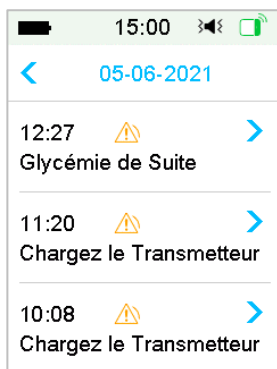 15:00
05-06-2021
12:27
Glycémie de Suite
11:20
Chargez le Transmetteur
10:08
Chargez le Transmetteur